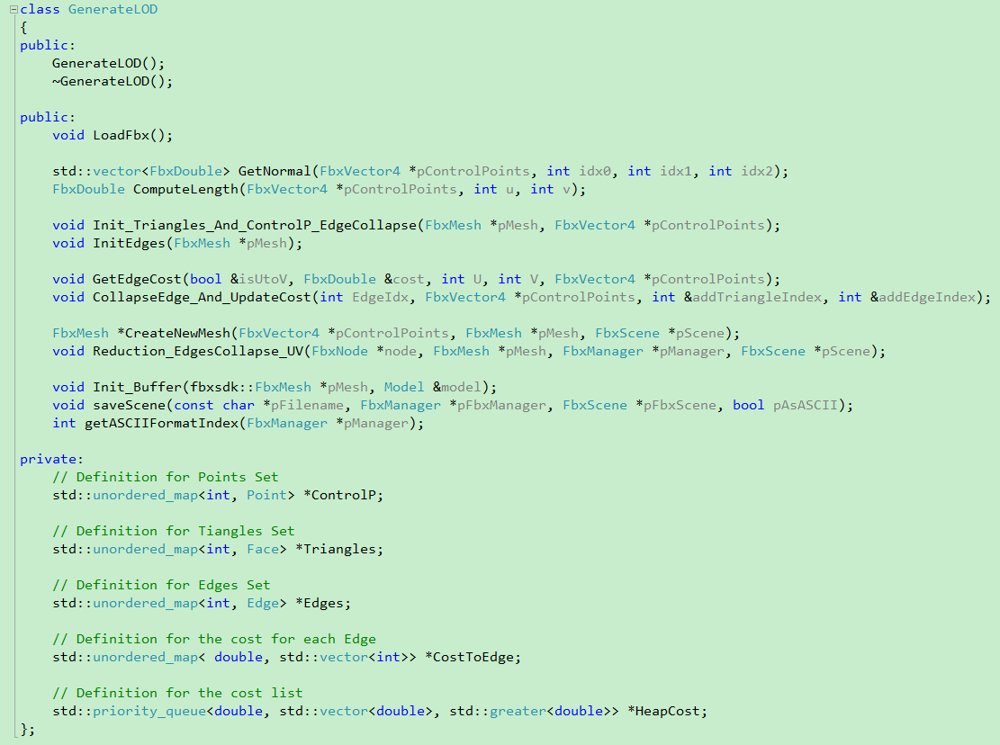 class GenerateLOD
{
public:
    GenerateLOD();
    ~GenerateLOD();

public:
    void LoadFbx();

    std::vector<FbxDouble> GetNormal(FbxVector4 *pControlPoints, int idx0, int idx1, int idx2);
    FbxDouble ComputeLength(FbxVector4 *pControlPoints, int u, int v);

    void Init_Triangles_And_ControlP_EdgeCollapse(FbxMesh *pMesh, FbxVector4 *pControlPoints);
    void InitEdges(FbxMesh *pMesh);

    void GetEdgeCost(bool &isUtoV, FbxDouble &cost, int U, int V, FbxVector4 *pControlPoints);
    void CollapseEdge_And_UpdateCost(int EdgeIdx, FbxVector4 *pControlPoints, int &addTriangleIndex, int &addEdgeIndex);

    FbxMesh *CreateNewMesh(FbxVector4 *pControlPoints, FbxMesh *pMesh, FbxScene *pScene);
    void Reduction_EdgesCollapse_UV(FbxNode *node, FbxMesh *pMesh, FbxManager *pManager, FbxScene *pScene);

    void Init_Buffer(fbxsdk::FbxMesh *pMesh, Model &model);
    void saveScene(const char *pFilename, FbxManager *pFbxManager, FbxScene *pFbxScene, bool pAsASCII);
    int getASCIIFormatIndex(FbxManager *pManager);

private:
    // Definition for Points Set
    std::unordered_map<int, Point> *ControlP;

    // Definition for Tiangles Set
    std::unordered_map<int, Face> *Triangles;

    // Definition for Edges Set
    std::unordered_map<int, Edge> *Edges;

    // Definition for the cost for each Edge
    std::unordered_map< double, std::vector<int>> *CostToEdge;

    // Definition for the cost list
    std::priority_queue<double, std::vector<double>, std::greater<double>> *HeapCost;
};